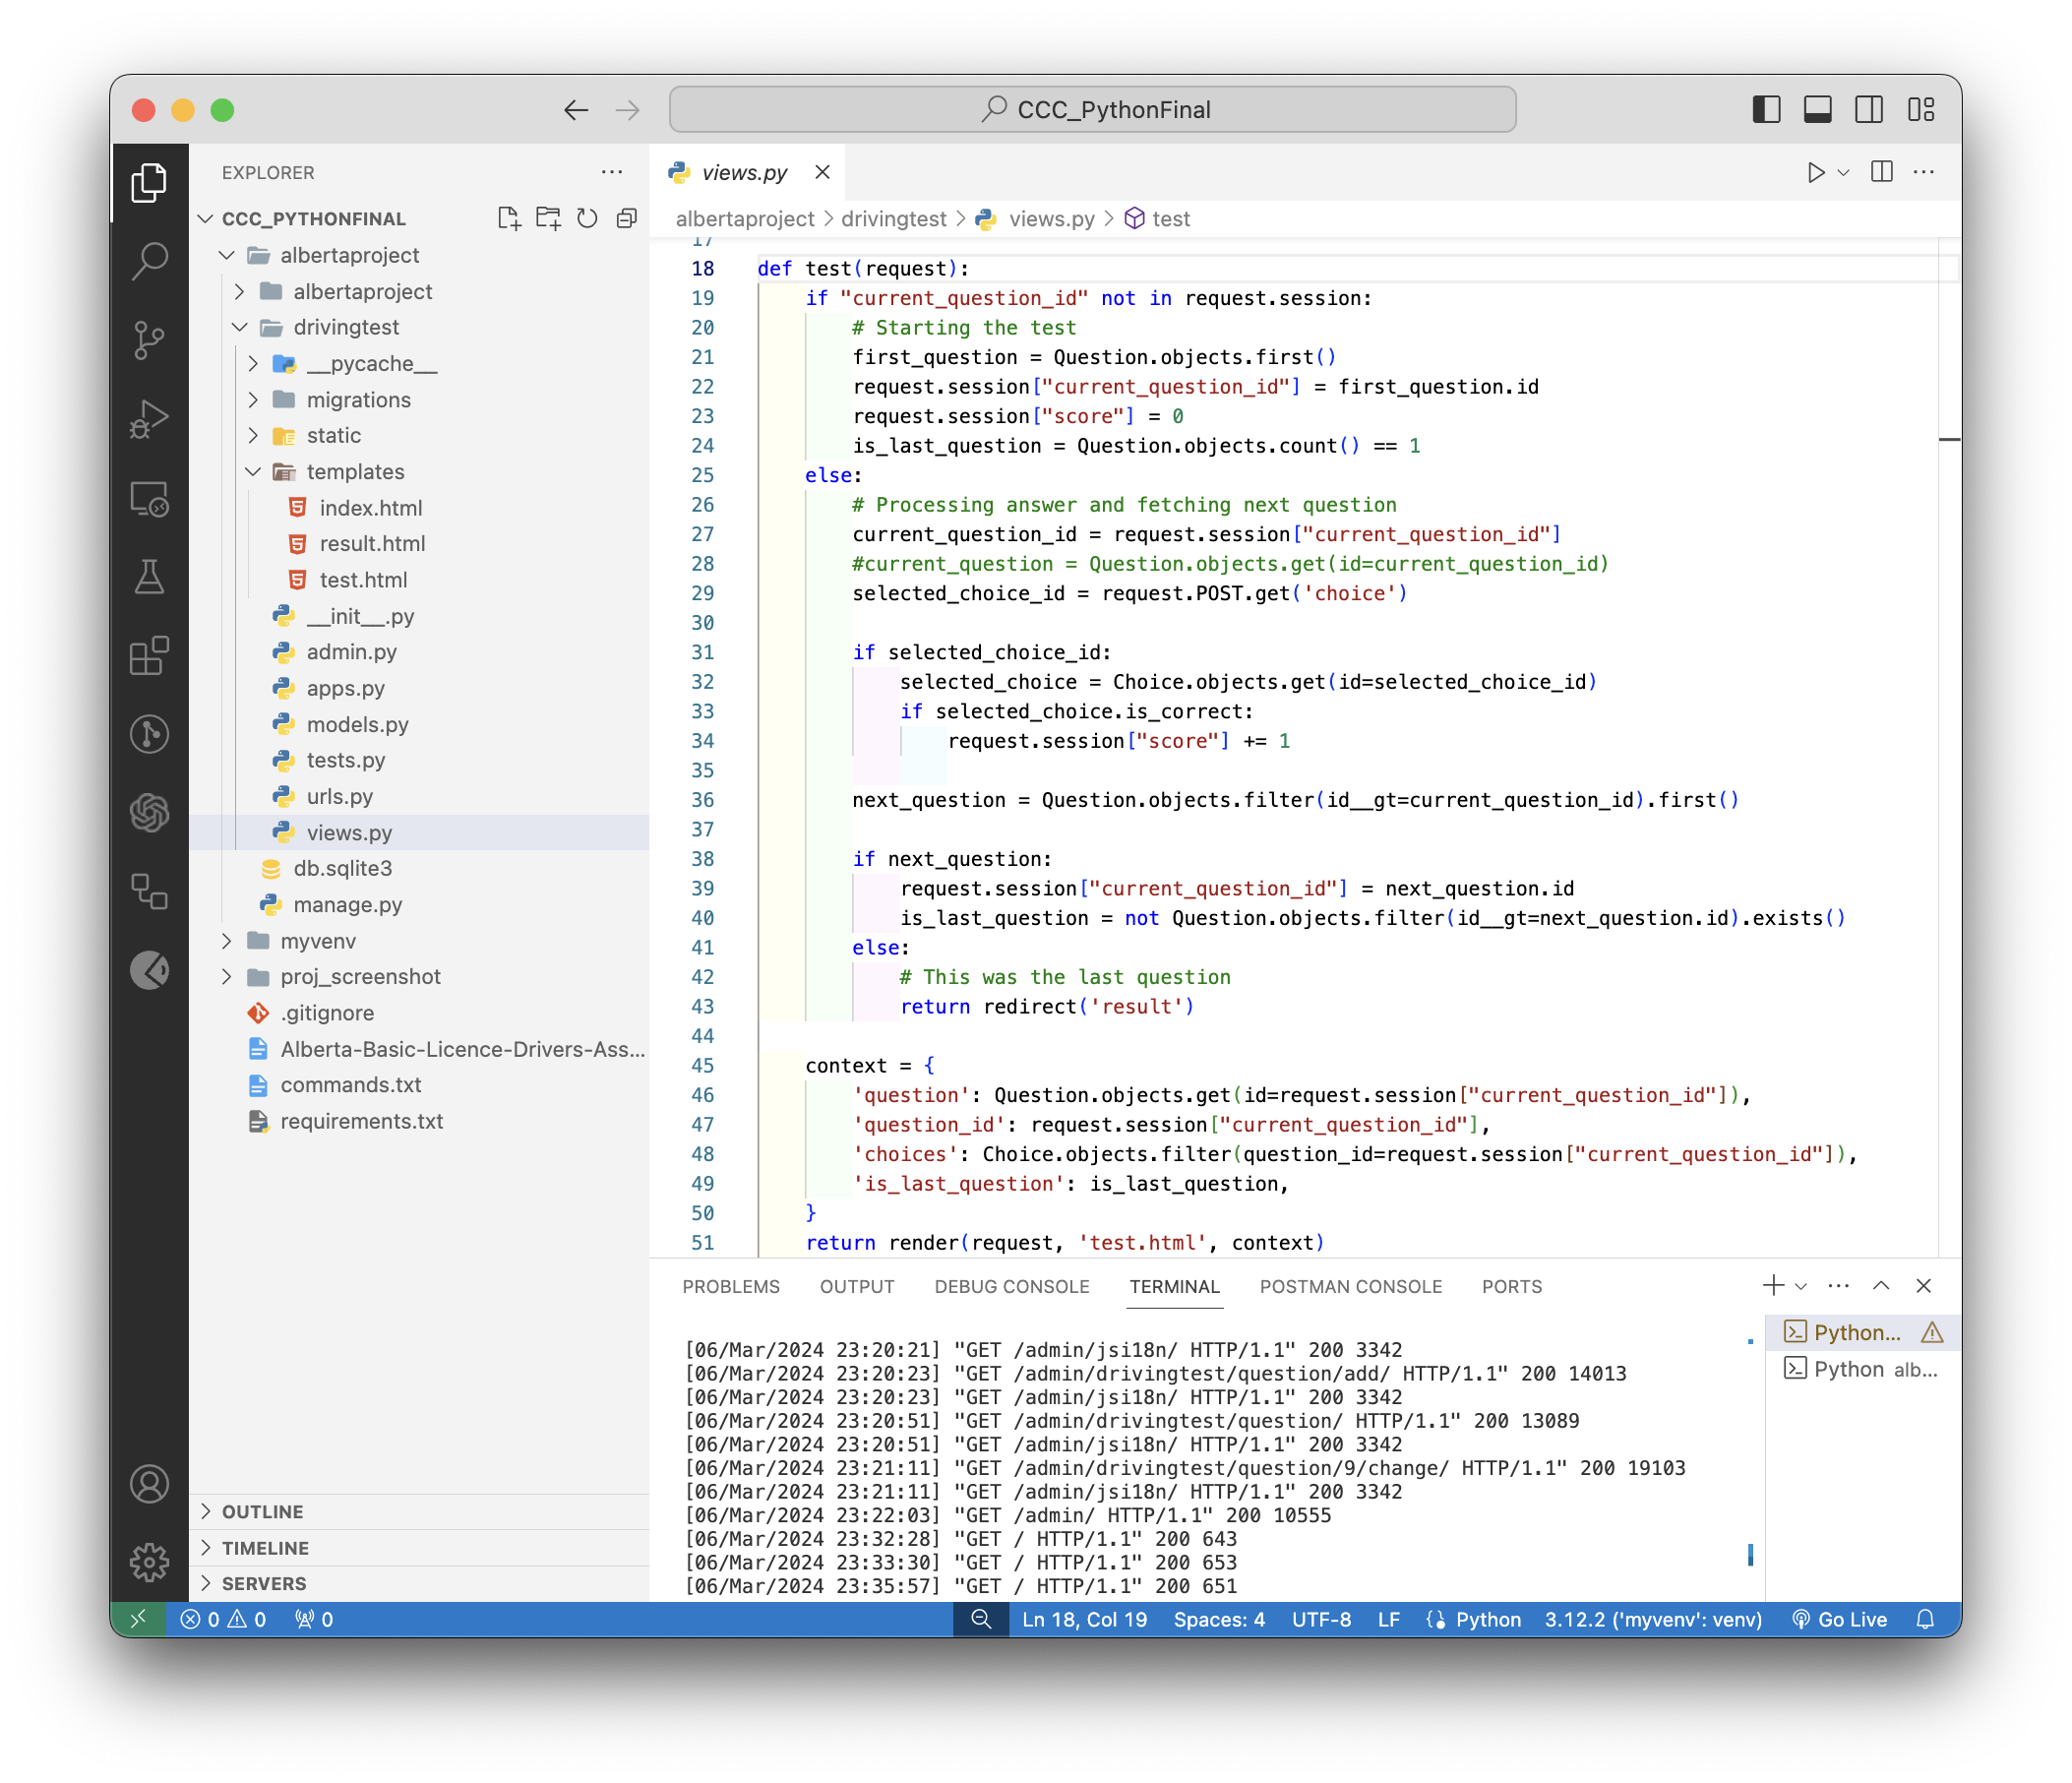 CCC_PythonFinal
EXPLORER
CCC_PYTHONFINAL
albertaproject
albertaproject
drivingtest
__pycache__
migrations
static
templates
index.html
result.html
test.html
__init__.py
admin.py
apps.py
models.py
tests.py
urls.py
views.py
db.sqlite3
manage.py
myvenv
proj_screenshot
.gitignore
Alberta-Basic-Licence-Drivers-Ass...
commands.txt
requirements.txt
OUTLINE
TIMELINE
SERVERS
views.py
albertaproject > drivingtest > views.py > test
17
18 def test(request):
19 if "current_question_id" not in request.session:
20 # Starting the test
21 first_question = Question.objects.first()
22 request.session["current_question_id"] = first_question.id
23 request.session["score"] = 0
24 is_last_question = Question.objects.count() == 1
25 else:
26 # Processing answer and fetching next question
27 current_question_id = request.session["current_question_id"]
28 #current_question = Question.objects.get(id=current_question_id)
29 selected_choice_id = request.POST.get('choice')
30
31 if selected_choice_id:
32 selected_choice = Choice.objects.get(id=selected_choice_id)
33 if selected_choice.is_correct:
34 request.session["score"] += 1
35
36 next_question = Question.objects.filter(id__gt=current_question_id).first()
37
38 if next_question:
39 request.session["current_question_id"] = next_question.id
40 is_last_question = not Question.objects.filter(id__gt=next_question.id).exists()
41 else:
42 # This was the last question
43 return redirect('result')
44
45 context = {
46 'question': Question.objects.get(id=request.session["current_question_id"]),
47 'question_id': request.session["current_question_id"],
48 'choices': Choice.objects.filter(question_id=request.session["current_question_id"]),
49 'is_last_question': is_last_question,
50 }
51 return render(request, 'test.html', context)
PROBLEMS OUTPUT DEBUG CONSOLE TERMINAL POSTMAN CONSOLE PORTS
[06/Mar/2024 23:20:21] "GET /admin/jsi18n/ HTTP/1.1" 200 3342
[06/Mar/2024 23:20:23] "GET /admin/drivingtest/question/add/ HTTP/1.1" 200 14013
[06/Mar/2024 23:20:23] "GET /admin/jsi18n/ HTTP/1.1" 200 3342
[06/Mar/2024 23:20:51] "GET /admin/drivingtest/question/ HTTP/1.1" 200 13089
[06/Mar/2024 23:20:51] "GET /admin/jsi18n/ HTTP/1.1" 200 3342
[06/Mar/2024 23:21:11] "GET /admin/drivingtest/question/9/change/ HTTP/1.1" 200 19103
[06/Mar/2024 23:21:11] "GET /admin/jsi18n/ HTTP/1.1" 200 3342
[06/Mar/2024 23:22:03] "GET /admin/ HTTP/1.1" 200 10555
[06/Mar/2024 23:32:28] "GET / HTTP/1.1" 200 643
[06/Mar/2024 23:33:30] "GET / HTTP/1.1" 200 653
[06/Mar/2024 23:35:57] "GET / HTTP/1.1" 200 651
Python...
Python alb...
0 0 0 Ln 18, Col 19 Spaces: 4 UTF-8 LF Python 3.12.2 ('myvenv': venv) Go Live